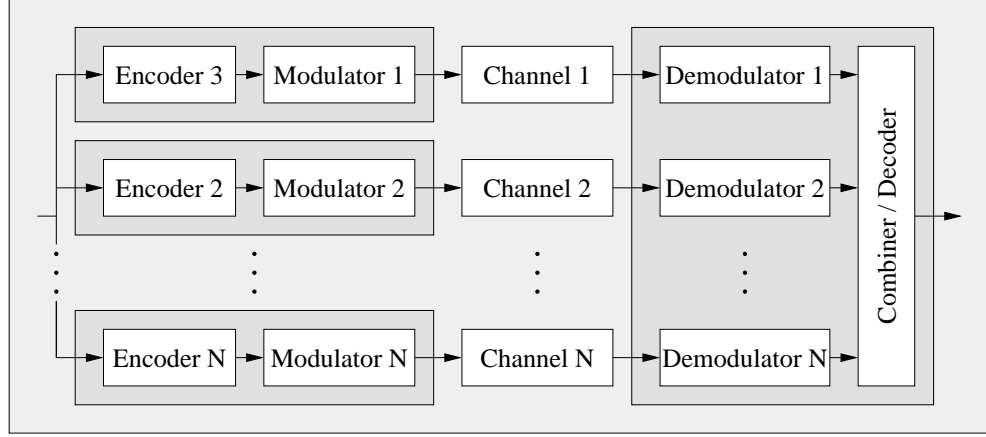 Encoder 3
Modulator 1
Channel 1
Demodulator 1
Encoder 2
Modulator 2
Channel 2
Demodulator 2
Encoder N
Modulator N
Channel N
Demodulator N
Combiner / Decoder